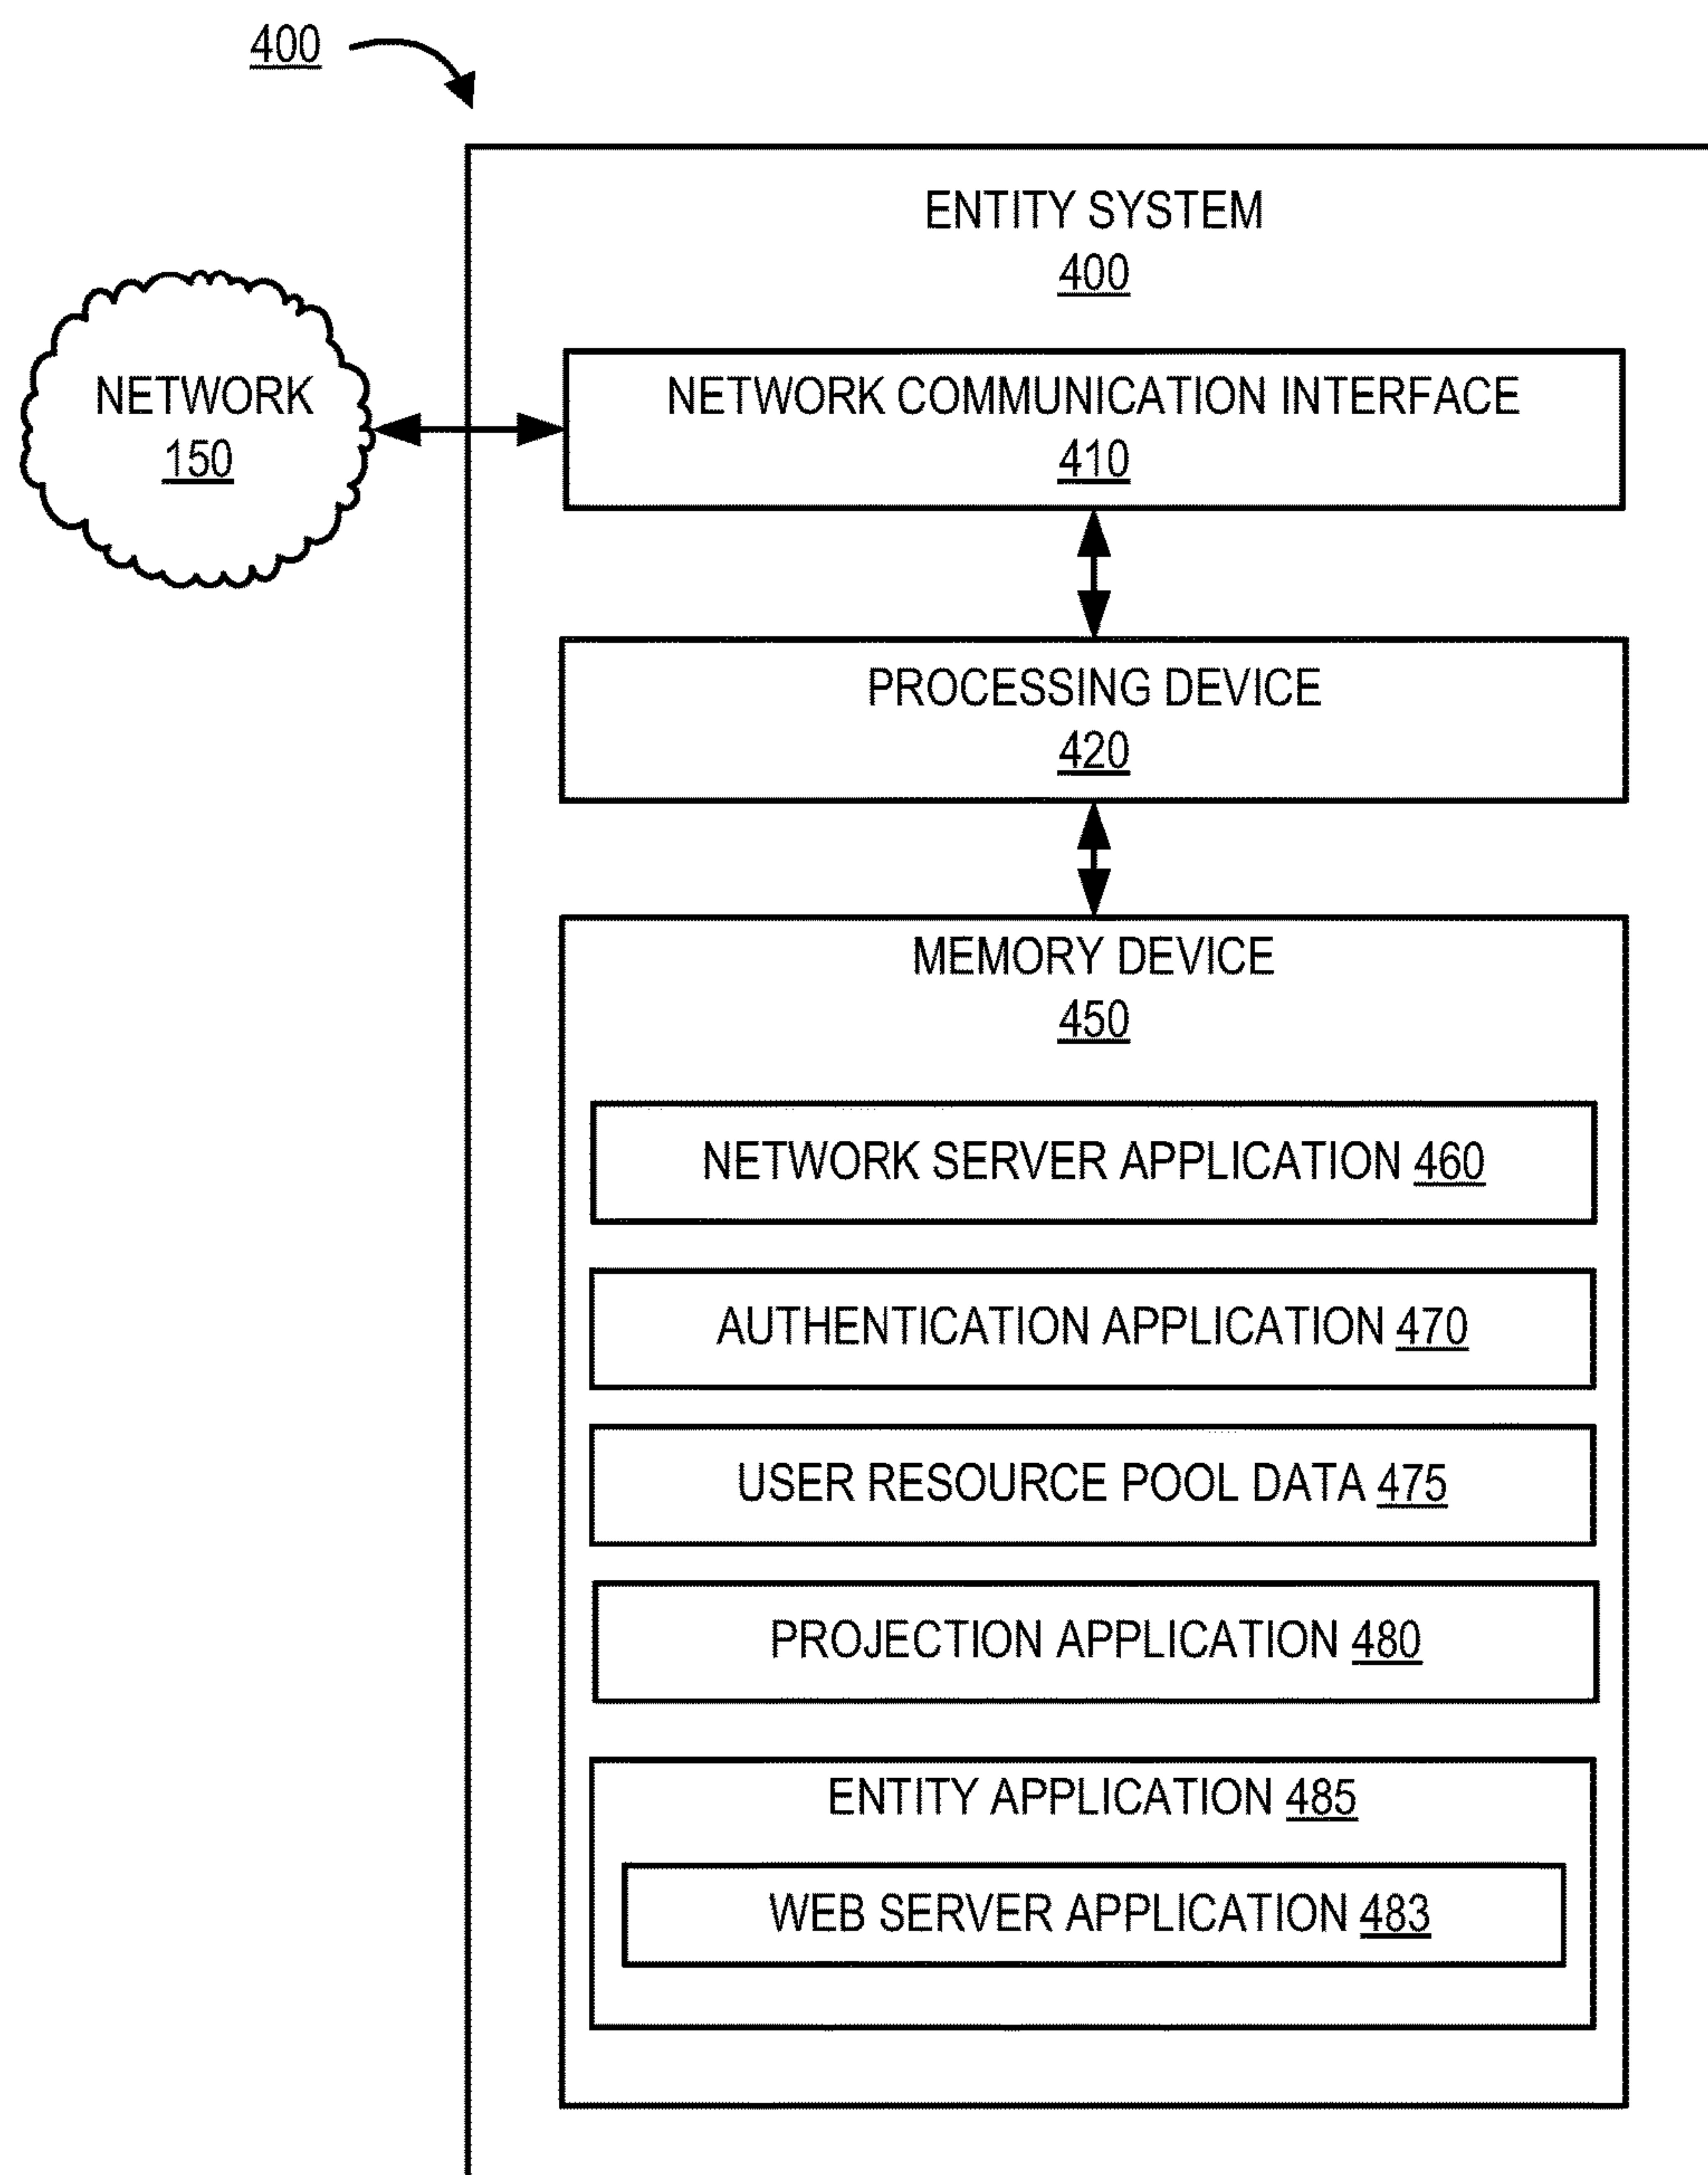 400
ENTITY SYSTEM
400
NETWORK
150
NETWORK COMMUNICATION INTERFACE
410
PROCESSING DEVICE
420
MEMORY DEVICE
450
NETWORK SERVER APPLICATION 460
AUTHENTICATION APPLICATION 470
USER RESOURCE POOL DATA 475
PROJECTION APPLICATION 480
ENTITY APPLICATION 485
WEB SERVER APPLICATION 483